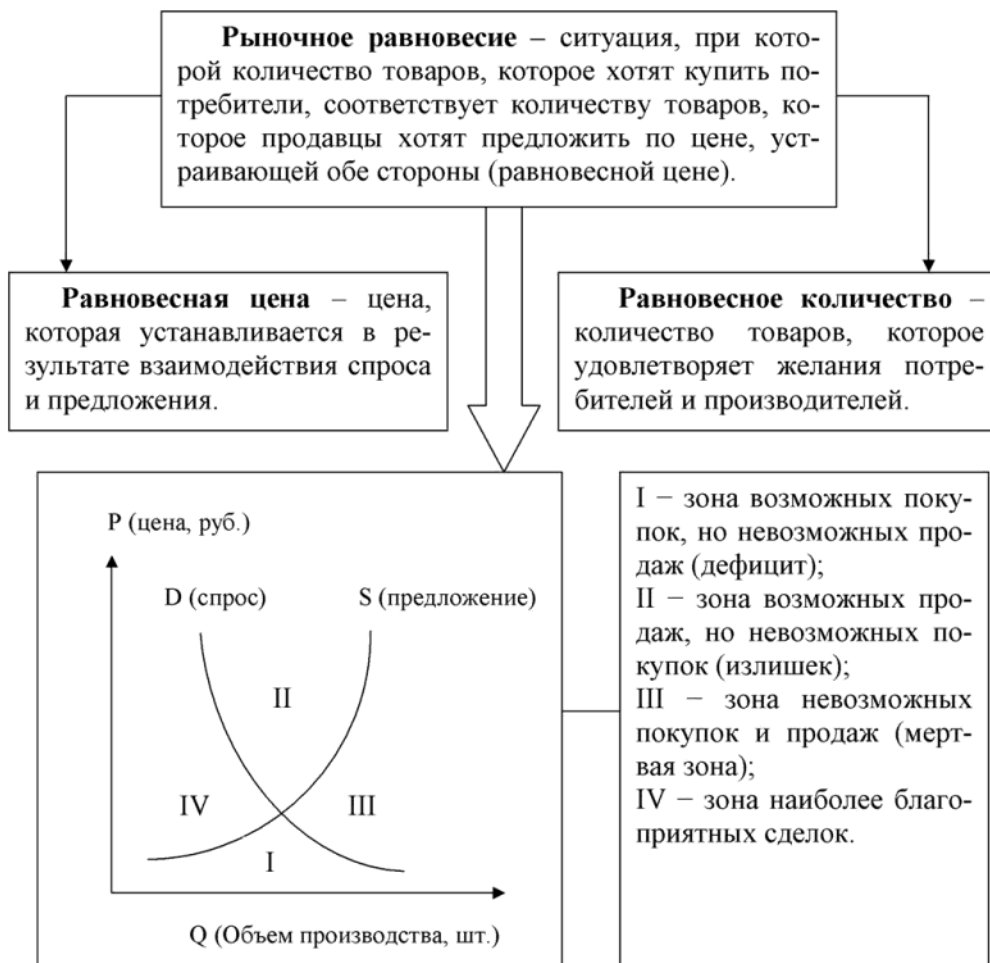 Рыночное равновесие – ситуация, при кото-
рой количество товаров, которое хотят купить по-
требители, соответствует количеству товаров, ко-
торое продавцы хотят предложить по цене, уст-
раивающей обе стороны (равновесной цене).
Равновесная цена – цена,
которая устанавливается в ре-
зультате взаимодействия спроса
и предложения.
Равновесное количество –
количество товаров, которое
удовлетворяет желания потре-
бителей и производителей.
P (цена, руб.)
D (спрос)
S (предложение)
II
IV
III
I
Q (Объем производства, шт.)
I − зона возможных поку-
пок, но невозможных про-
даж (дефицит);
II − зона возможных про-
даж, но невозможных по-
купок (излишек);
III − зона невозможных
покупок и продаж (мерт-
вая зона);
IV − зона наиболее благо-
приятных сделок.